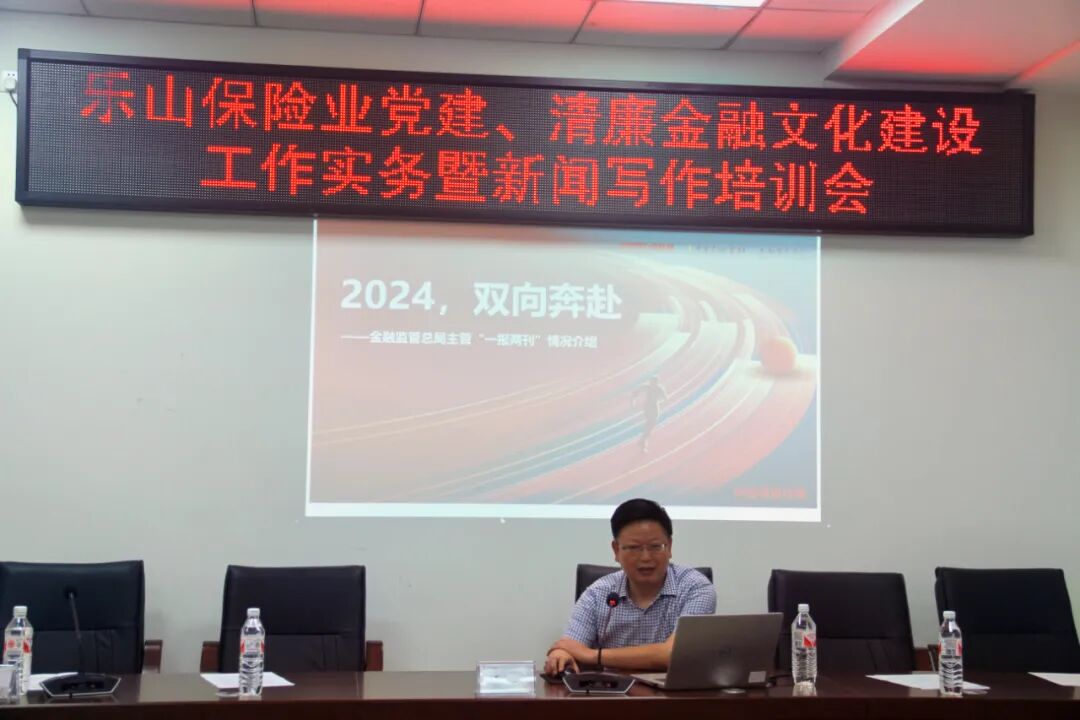 乐山保险业党建、清廉金融文化建设
工作实务暨新闻写作培训会
2024，双向奔赴
——金融监管总局主管“一报两刊”情况介绍